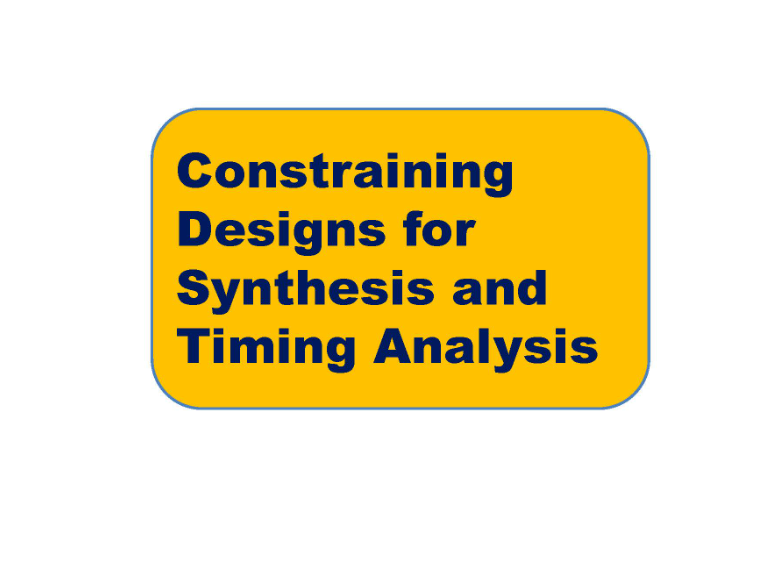 Constraining
Designs for
Synthesis and
Timing Analysis